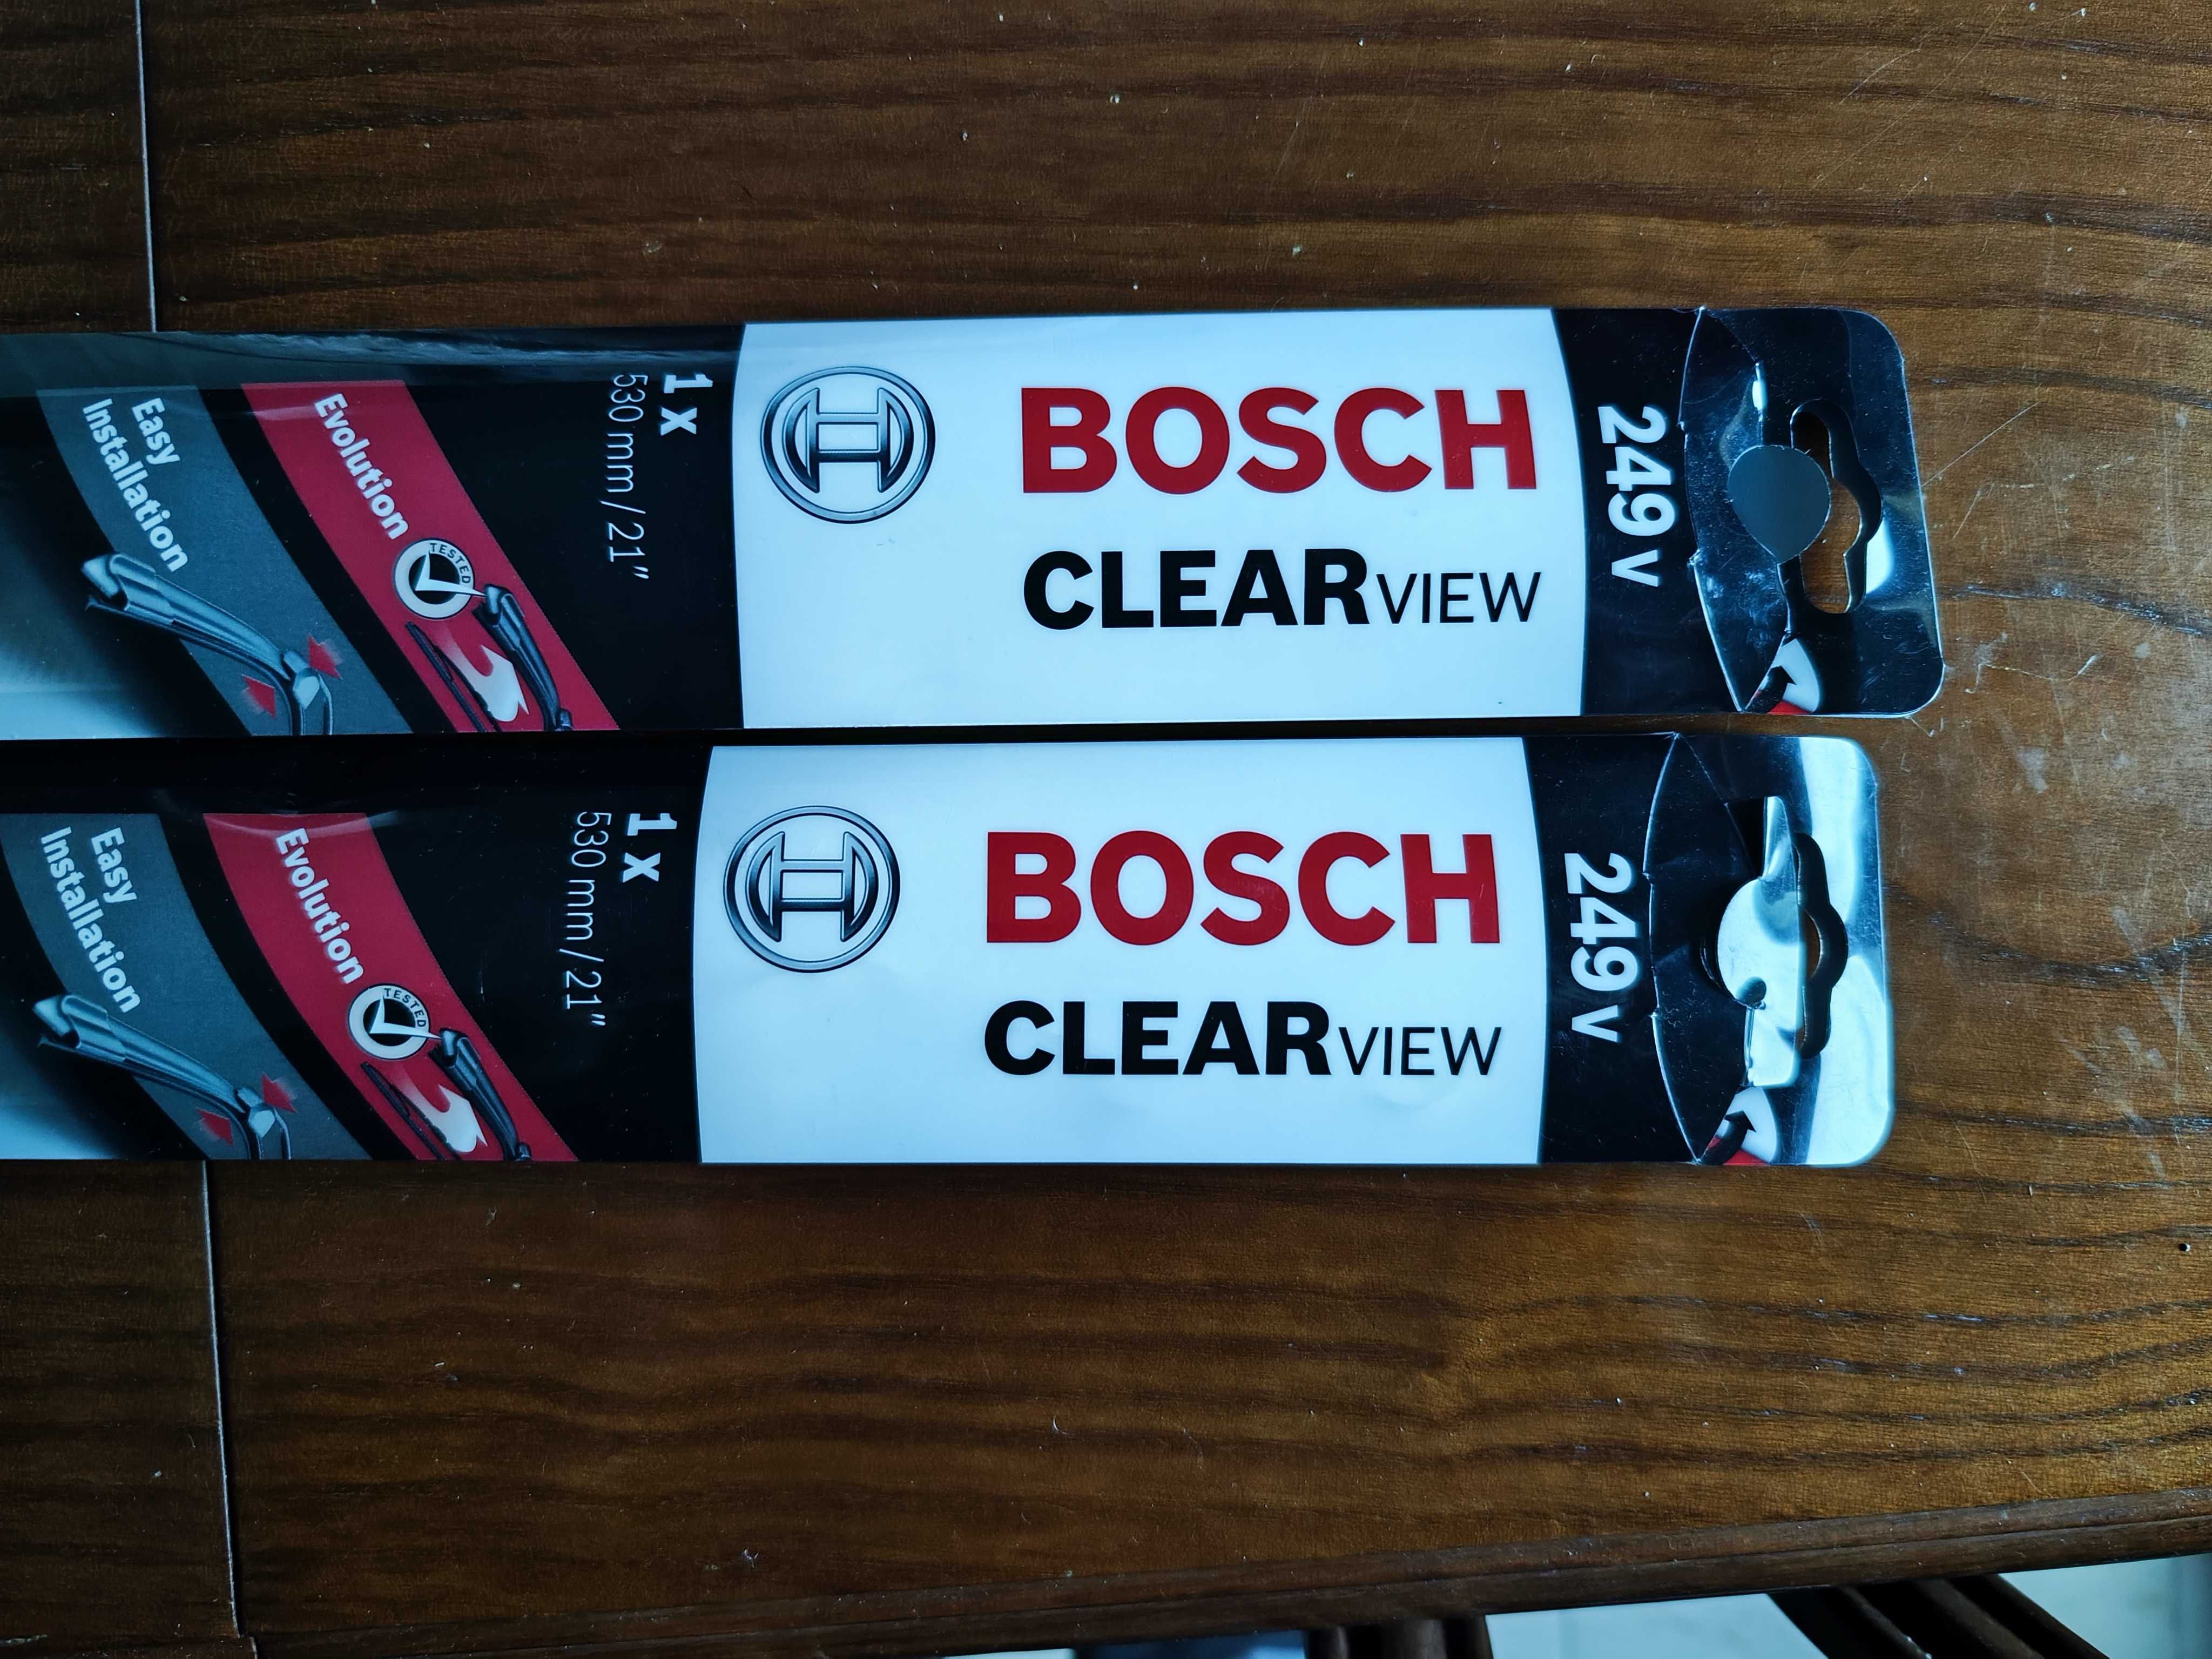 249 v
BOSCH
CLEARVIEW
1 x
530 mm / 21"
Evolution
TESTED
Easy
Installation
249 v
BOSCH
CLEARVIEW
1 x
530 mm / 21"
Evolution
TESTED
Easy
Installation